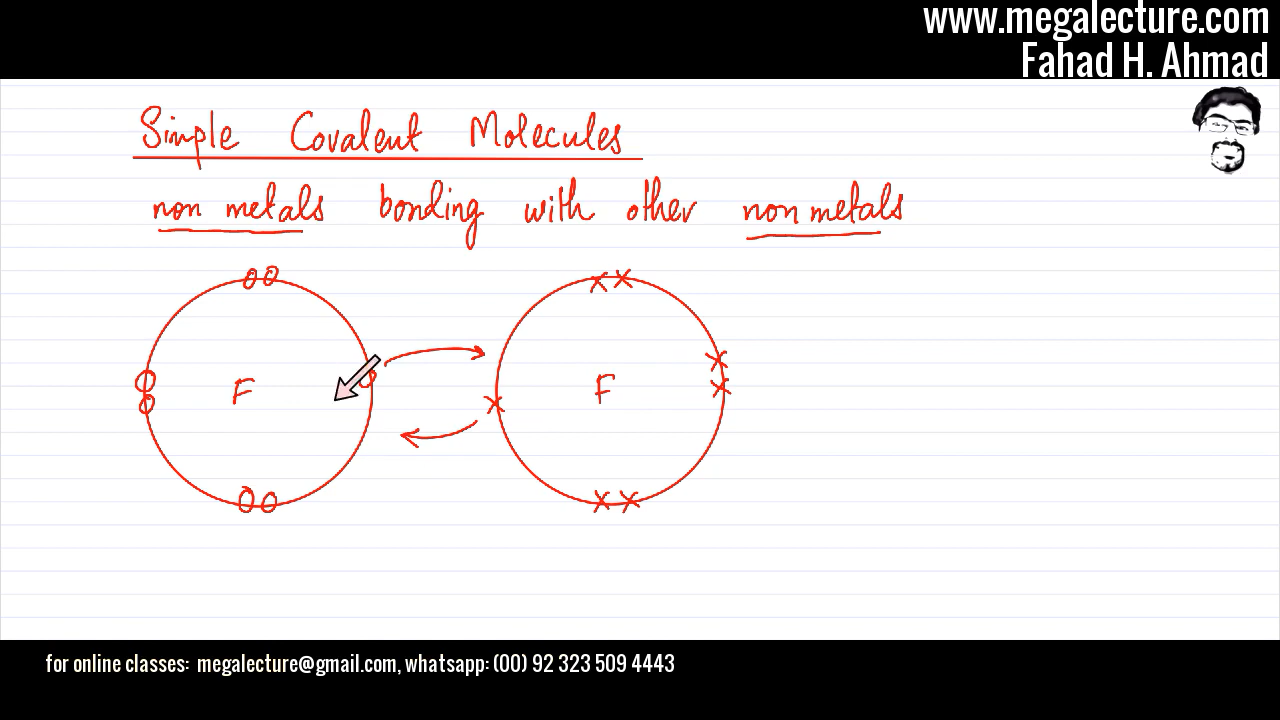 www.megalecture.com
Fahad H. Ahmad
Simple Covalent Molecules
non metals bonding with other non metals
F F
for online classes: megalecture@gmail.com, whatsapp: (00) 92 323 509 4443